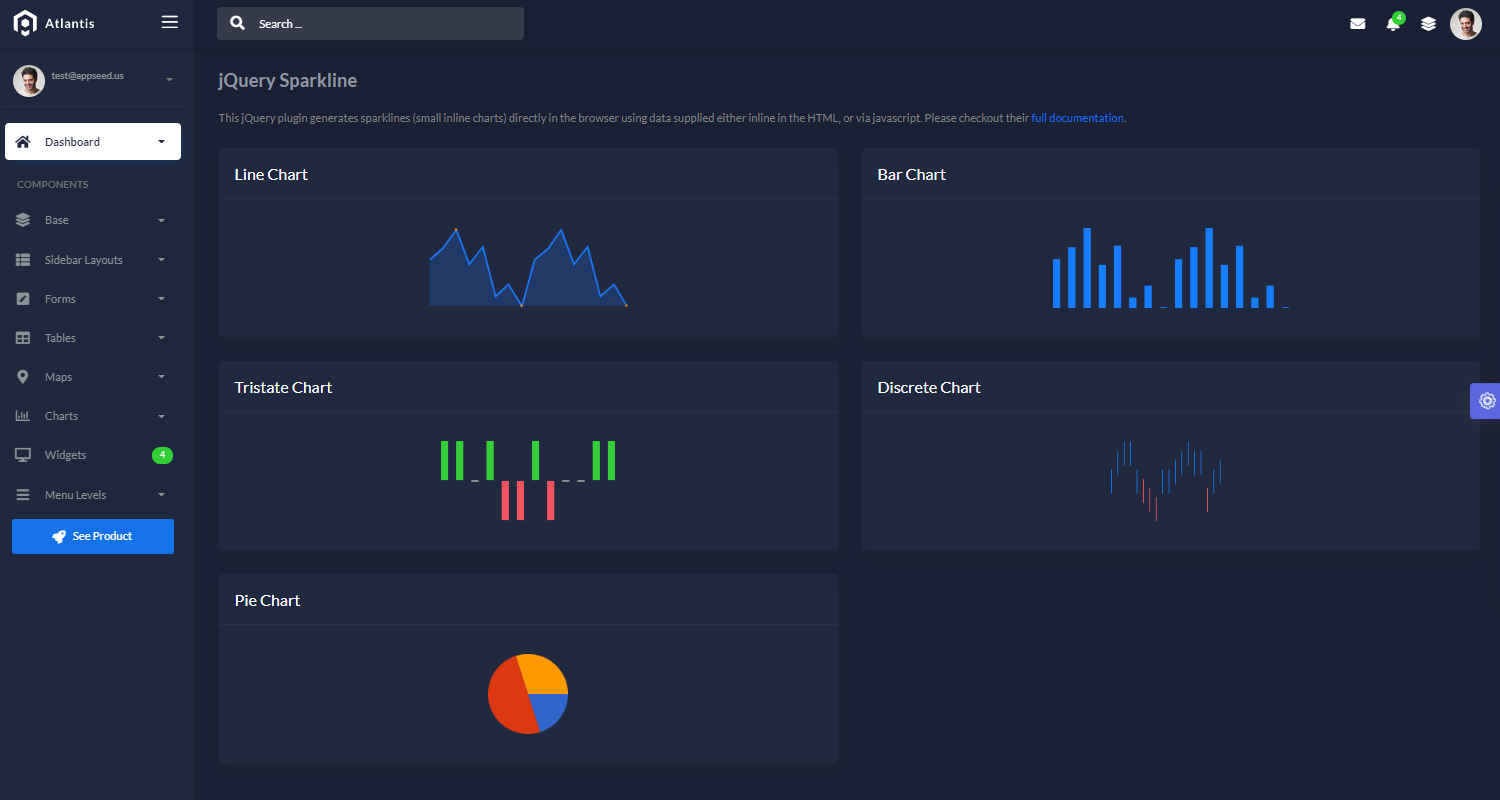 Atlantis
Search ...
4
test@appseed.us
Dashboard
COMPONENTS
Base
Sidebar Layouts
Forms
Tables
Maps
Charts
Widgets 4
Menu Levels
See Product
jQuery Sparkline
This jQuery plugin generates sparklines (small inline charts) directly in the browser using data supplied either inline in the HTML, or via javascript. Please checkout their full documentation.
Line Chart
Bar Chart
Tristate Chart
Discrete Chart
Pie Chart